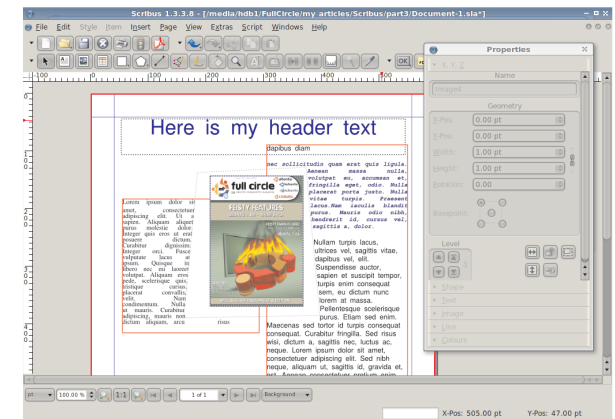 Scribus 1.3.3.8 - [/media/hdb1/FullCircle/my articles/Scribus/part3/Document-1.sla*]
File Edit Style Item Insert Page View Extras Script Windows Help
OK
Properties
X, Y, Z
Name
Image4
Geometry
X-Pos: 0.00 pt
Y-Pos: 0.00 pt
Width: 1.00 pt
Height: 1.00 pt
Rotation: 0.00
Basepoint:
Level
Shape
Text
Image
Line
Colours
Here is my header text
dapibus diam
nec sollicitudin quam erat quis ligula.
Aenean massa nulla,
volutpat eu, accumsan et,
fringilla eget, odio. Nulla
placerat porta justo. Nulla
vitae turpis. Praesent
lacus.Nam iaculis blandit
purus. Mauris odio nibh,
hendrerit id, cursus vel,
sagittis a, dolor.
Nullam turpis lacus,
ultrices vel, sagittis vitae,
dapibus vel, elit.
Suspendisse auctor,
sapien et suscipit tempor,
turpis enim consequat
sem, eu dictum nunc
lorem at massa.
Pellentesque scelerisque
purus. Etiam sed enim.
Maecenas sed tortor id turpis consequat
consequat. Curabitur fringilla. Sed risus
wisi, dictum a, sagittis nec, luctus ac,
neque. Lorem ipsum dolor sit amet,
consectetuer adipiscing elit. Sed nibh
neque, aliquam ut, sagittis id, gravida et,
est. Aenean consectetuer pretium enim
full circle
FEISTY FEATURES
Lorem ipsum dolor sit
amet, consectetuer
adipiscing elit. Ut a
sapien. Aliquam aliquet
purus molestie dolor.
Integer quis eros ut erat
posuere dictum.
Curabitur dignissim.
Integer orci. Fusce
vulputate lacus at
ipsum. Quisque in
libero nec mi laoreet
volutpat. Aliquam eros
pede, scelerisque quis,
tristique cursus,
placerat convallis,
velit. Nam
condimentum. Nulla
ut mauris. Curabitur
adipiscing, mauris non
dictum aliquam, arcu risus
pt 100.00 % 1:1 1 of 1 Background
X-Pos: 505.00 pt Y-Pos: 47.00 pt